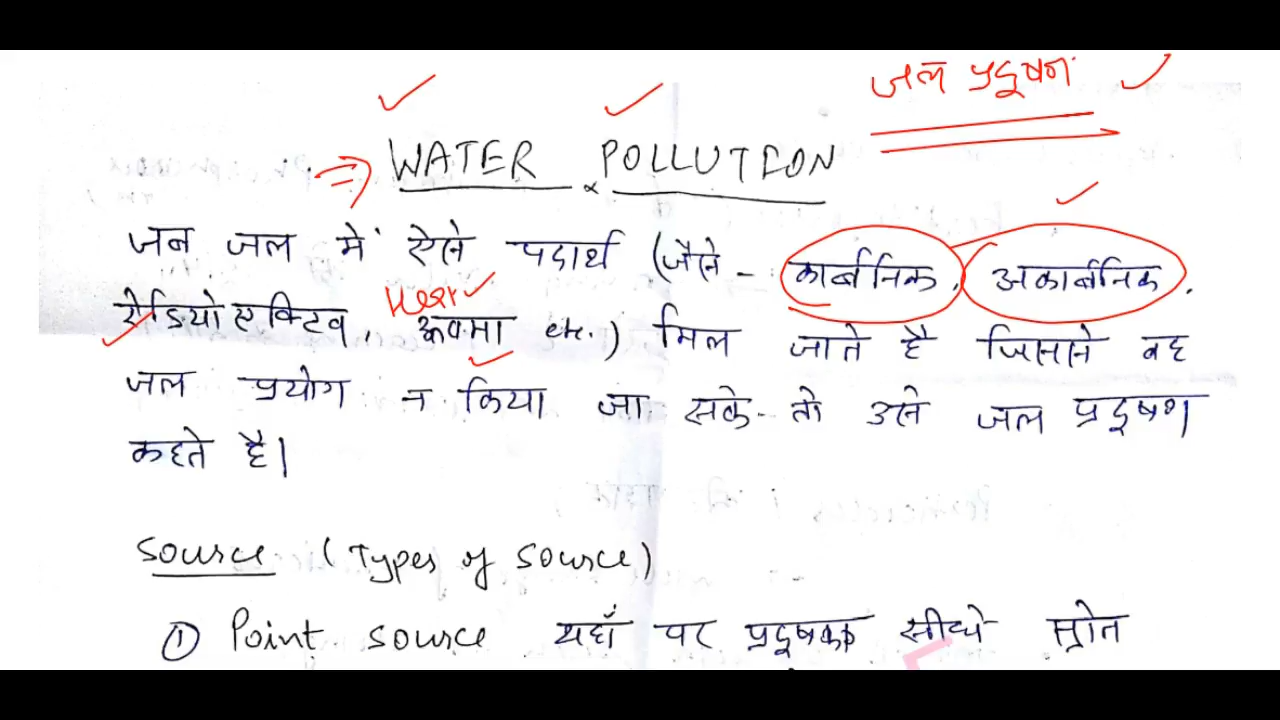 जल प्रदूषण
WATER POLLUTION
जब जल में ऐसे पदार्थ (जैसे - कार्बनिक, अकार्बनिक,
Heat
रेडियोएक्टिव, ऊष्मा etc.) मिल जाते है जिससे वह
जल प्रयोग न किया जा सके - तो उसे जल प्रदूषण
कहते है।
Source (Types of source)
① Point source यहाँ पर प्रदूषक सीधे स्रोत